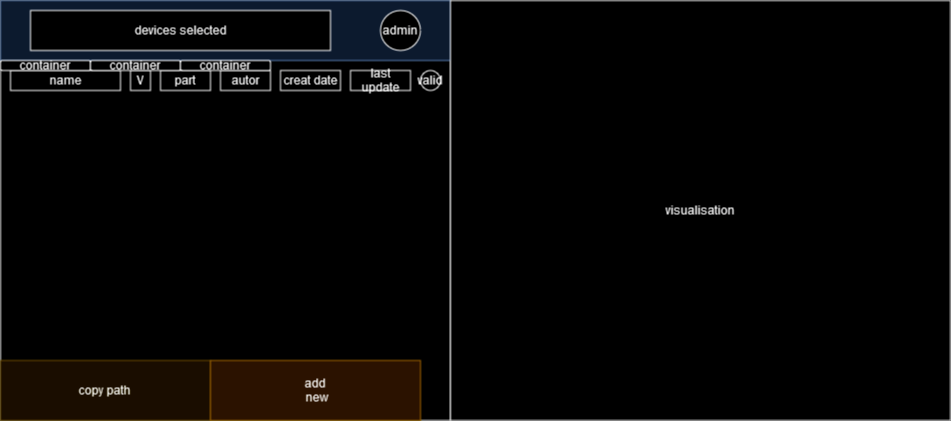 devices selected
admin
container container container
name V part autor creat date last update valid
visualisation
copy path
add
new